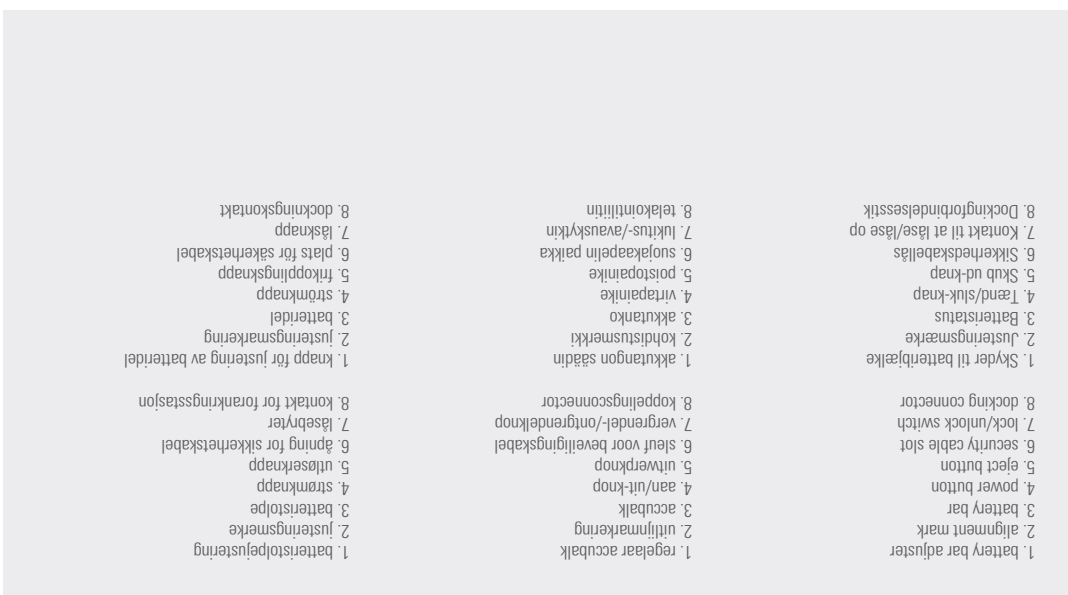 1. battery bar adjuster
2. alignment mark
3. battery bar
4. power button
5. eject button
6. security cable slot
7. lock/unlock switch
8. docking connector
1. regelaar accubalk
2. uitlijnmarkering
3. accubalk
4. aan/uit-knop
5. uitwerpknop
6. sleuf voor beveiligingskabel
7. vergrendel-/ontgrendelknop
8. koppelingsconnector
1. batteristolpejustering
2. justeringsmerke
3. batteristolpe
4. strømknapp
5. utløserknapp
6. åpning for sikkerhetskabel
7. låsebryter
8. kontakt for forankringsstasjon
1. Skyder til batteribjælke
2. Justeringsmærke
3. Batteristatus
4. Tænd/sluk-knap
5. Skub ud-knap
6. Sikkerhedskabellås
7. Kontakt til at låse/låse op
8. Dockingforbindelsesstik
1. akkutangon säädin
2. kohdistusmerkki
3. akkutanko
4. virtapainike
5. poistopainike
6. suojakaapelin paikka
7. lukitus-/avauskytkin
8. telakointiliitin
1. knapp för justering av batteridel
2. justeringsmarkering
3. batteridel
4. strömknapp
5. frikopplingsknapp
6. plats för säkerhetskabel
7. låsknapp
8. dockningskontakt